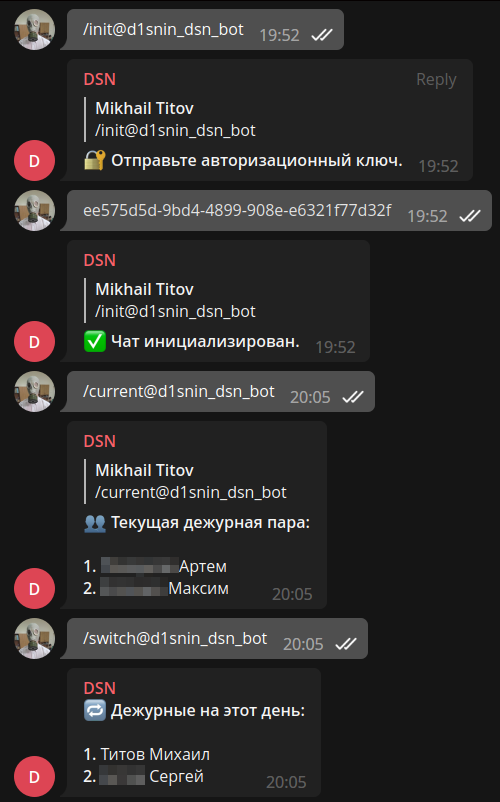 /init@d1snin_dsn_bot 19:52
DSN Reply
Mikhail Titov
/init@d1snin_dsn_bot
Отправьте авторизационный ключ. 19:52
D
ee575d5d-9bd4-4899-908e-e6321f77d32f 19:52
DSN
Mikhail Titov
/init@d1snin_dsn_bot
Чат инициализирован. 19:52
D
/current@d1snin_dsn_bot 20:05
DSN
Mikhail Titov
/current@d1snin_dsn_bot
Текущая дежурная пара:
1. Артем
2. Максим 20:05
D
/switch@d1snin_dsn_bot 20:05
DSN
Дежурные на этот день:
1. Титов Михаил
2. Сергей 20:05
D